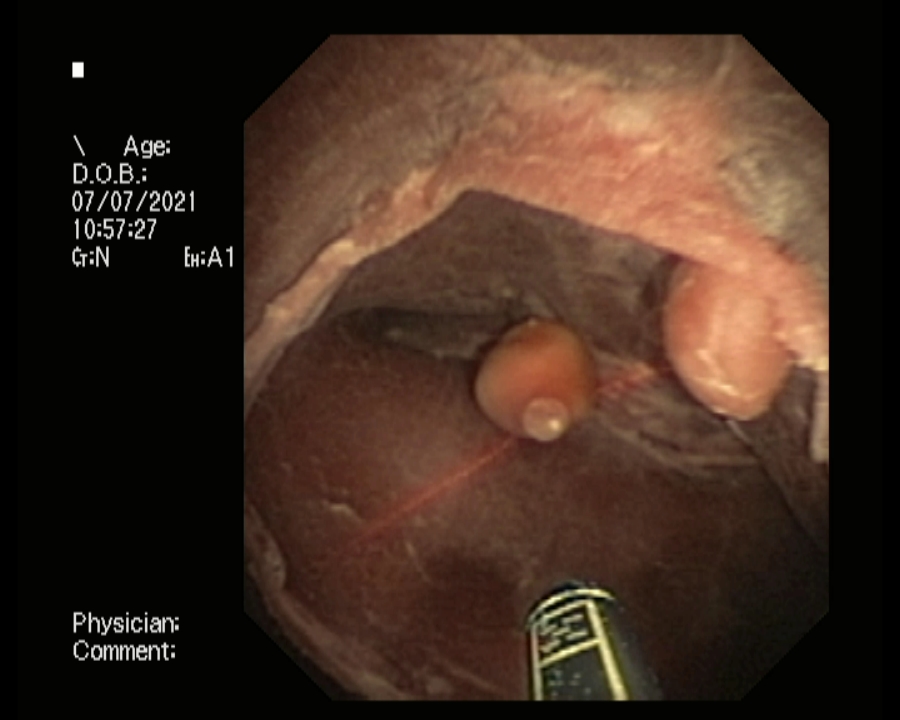 \ Age:
D.O.B.:
07/07/2021
10:57:27
Cr:N EH:A1
Physician:
Comment: